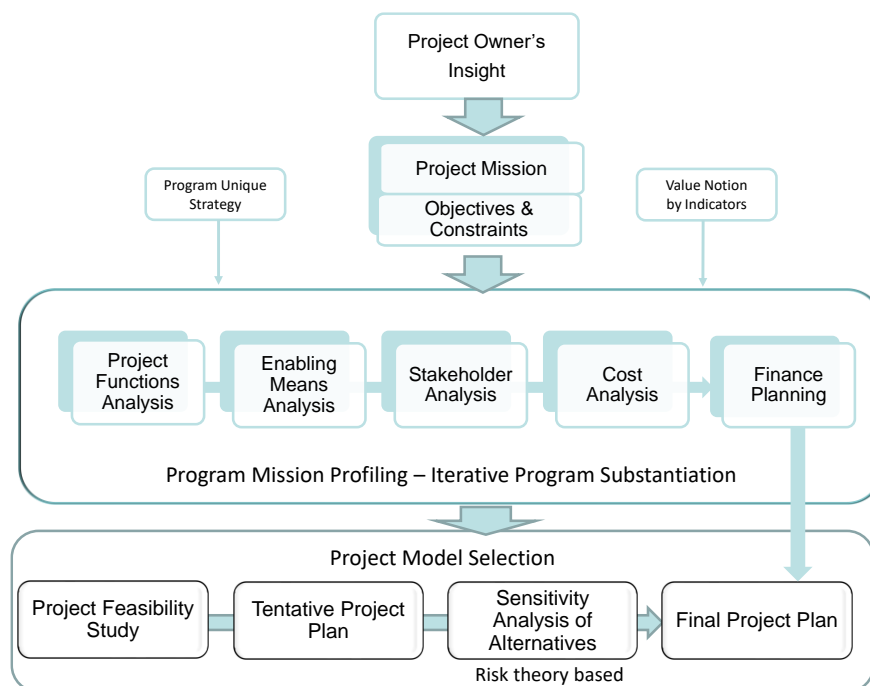 Project Owner's
Insight
Project Mission
Objectives &
Constraints
Program Unique
Strategy
Value Notion
by Indicators
Project
Functions
Analysis
Enabling
Means
Analysis
Stakeholder
Analysis
Cost
Analysis
Finance
Planning
Program Mission Profiling – Iterative Program Substantiation
Project Model Selection
Project Feasibility
Study
Tentative Project
Plan
Sensitivity
Analysis of
Alternatives
Final Project Plan
Risk theory based